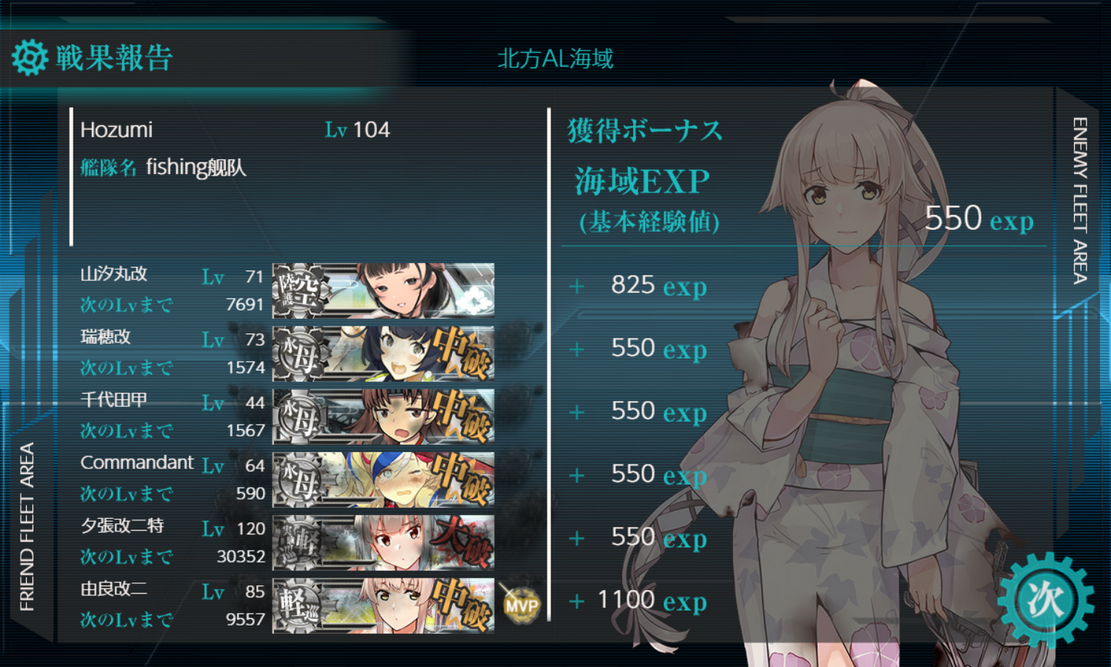 戦果報告
北方AL海域
Hozumi Lv 104
艦隊名 fishing舰队
山汐丸改 Lv 71
次のLvまで 7691
陸空護
瑞穂改 Lv 73
次のLvまで 1574
水母 中破
千代田甲 Lv 44
次のLvまで 1567
水母 中破
Commandant Lv 64
次のLvまで 590
水母 中破
夕張改二特 Lv 120
次のLvまで 30352
軽巡 大破
由良改二 Lv 85
次のLvまで 9557
軽巡 中破
MVP
獲得ボーナス
海域EXP
(基本経験値)
550 exp
+ 825 exp
+ 550 exp
+ 550 exp
+ 550 exp
+ 550 exp
+ 1100 exp
次
FRIEND FLEET AREA
ENEMY FLEET AREA